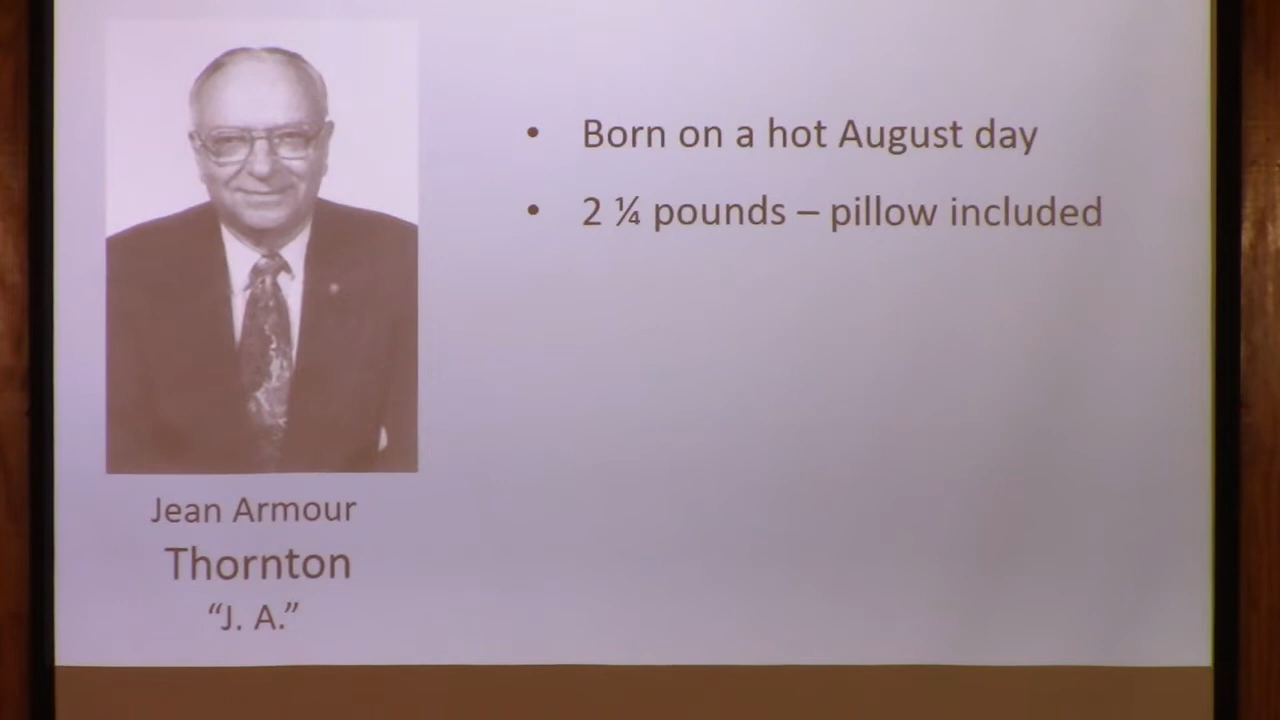 • Born on a hot August day
• 2 ¼ pounds – pillow included
Jean Armour
Thornton
“J. A.”